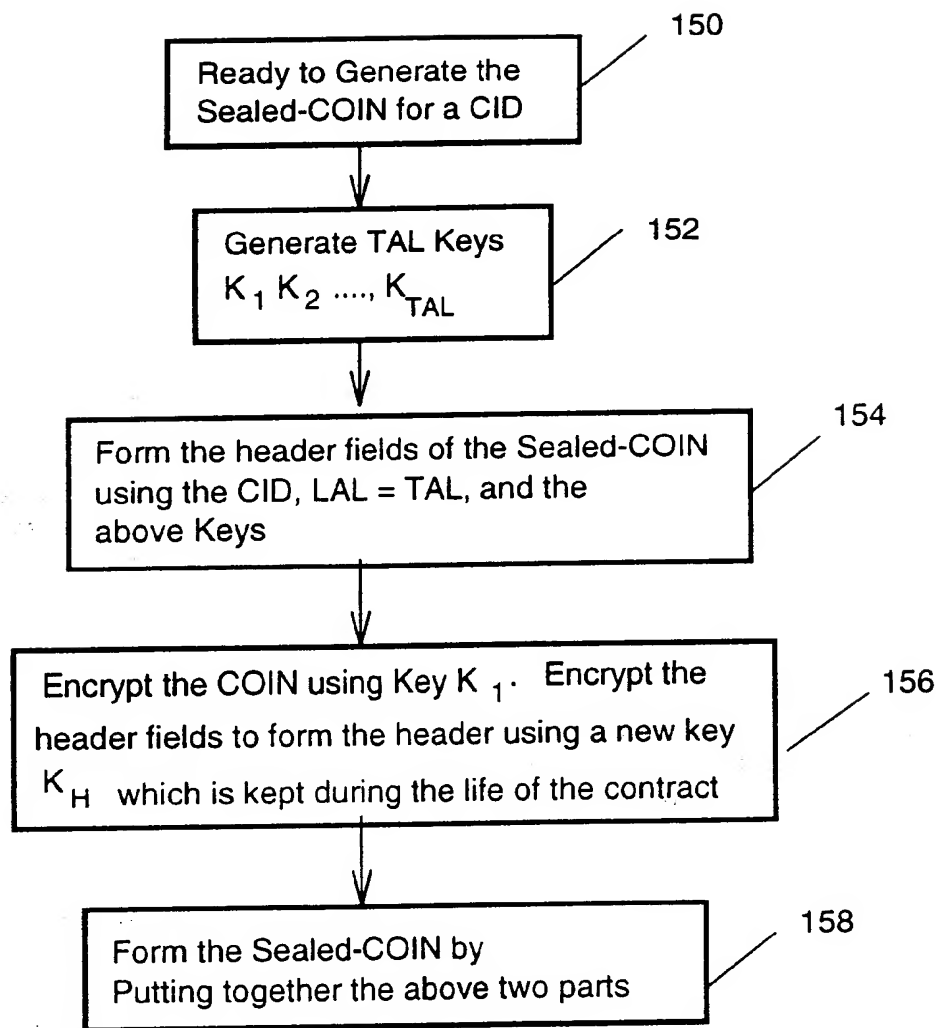 150
Ready to Generate the
Sealed-COIN for a CID
152
Generate TAL Keys
K 1 K 2 ...., K TAL
154
Form the header fields of the Sealed-COIN
using the CID, LAL = TAL, and the
above Keys
156
Encrypt the COIN using Key K 1. Encrypt the
header fields to form the header using a new key
K H which is kept during the life of the contract
158
Form the Sealed-COIN by
Putting together the above two parts